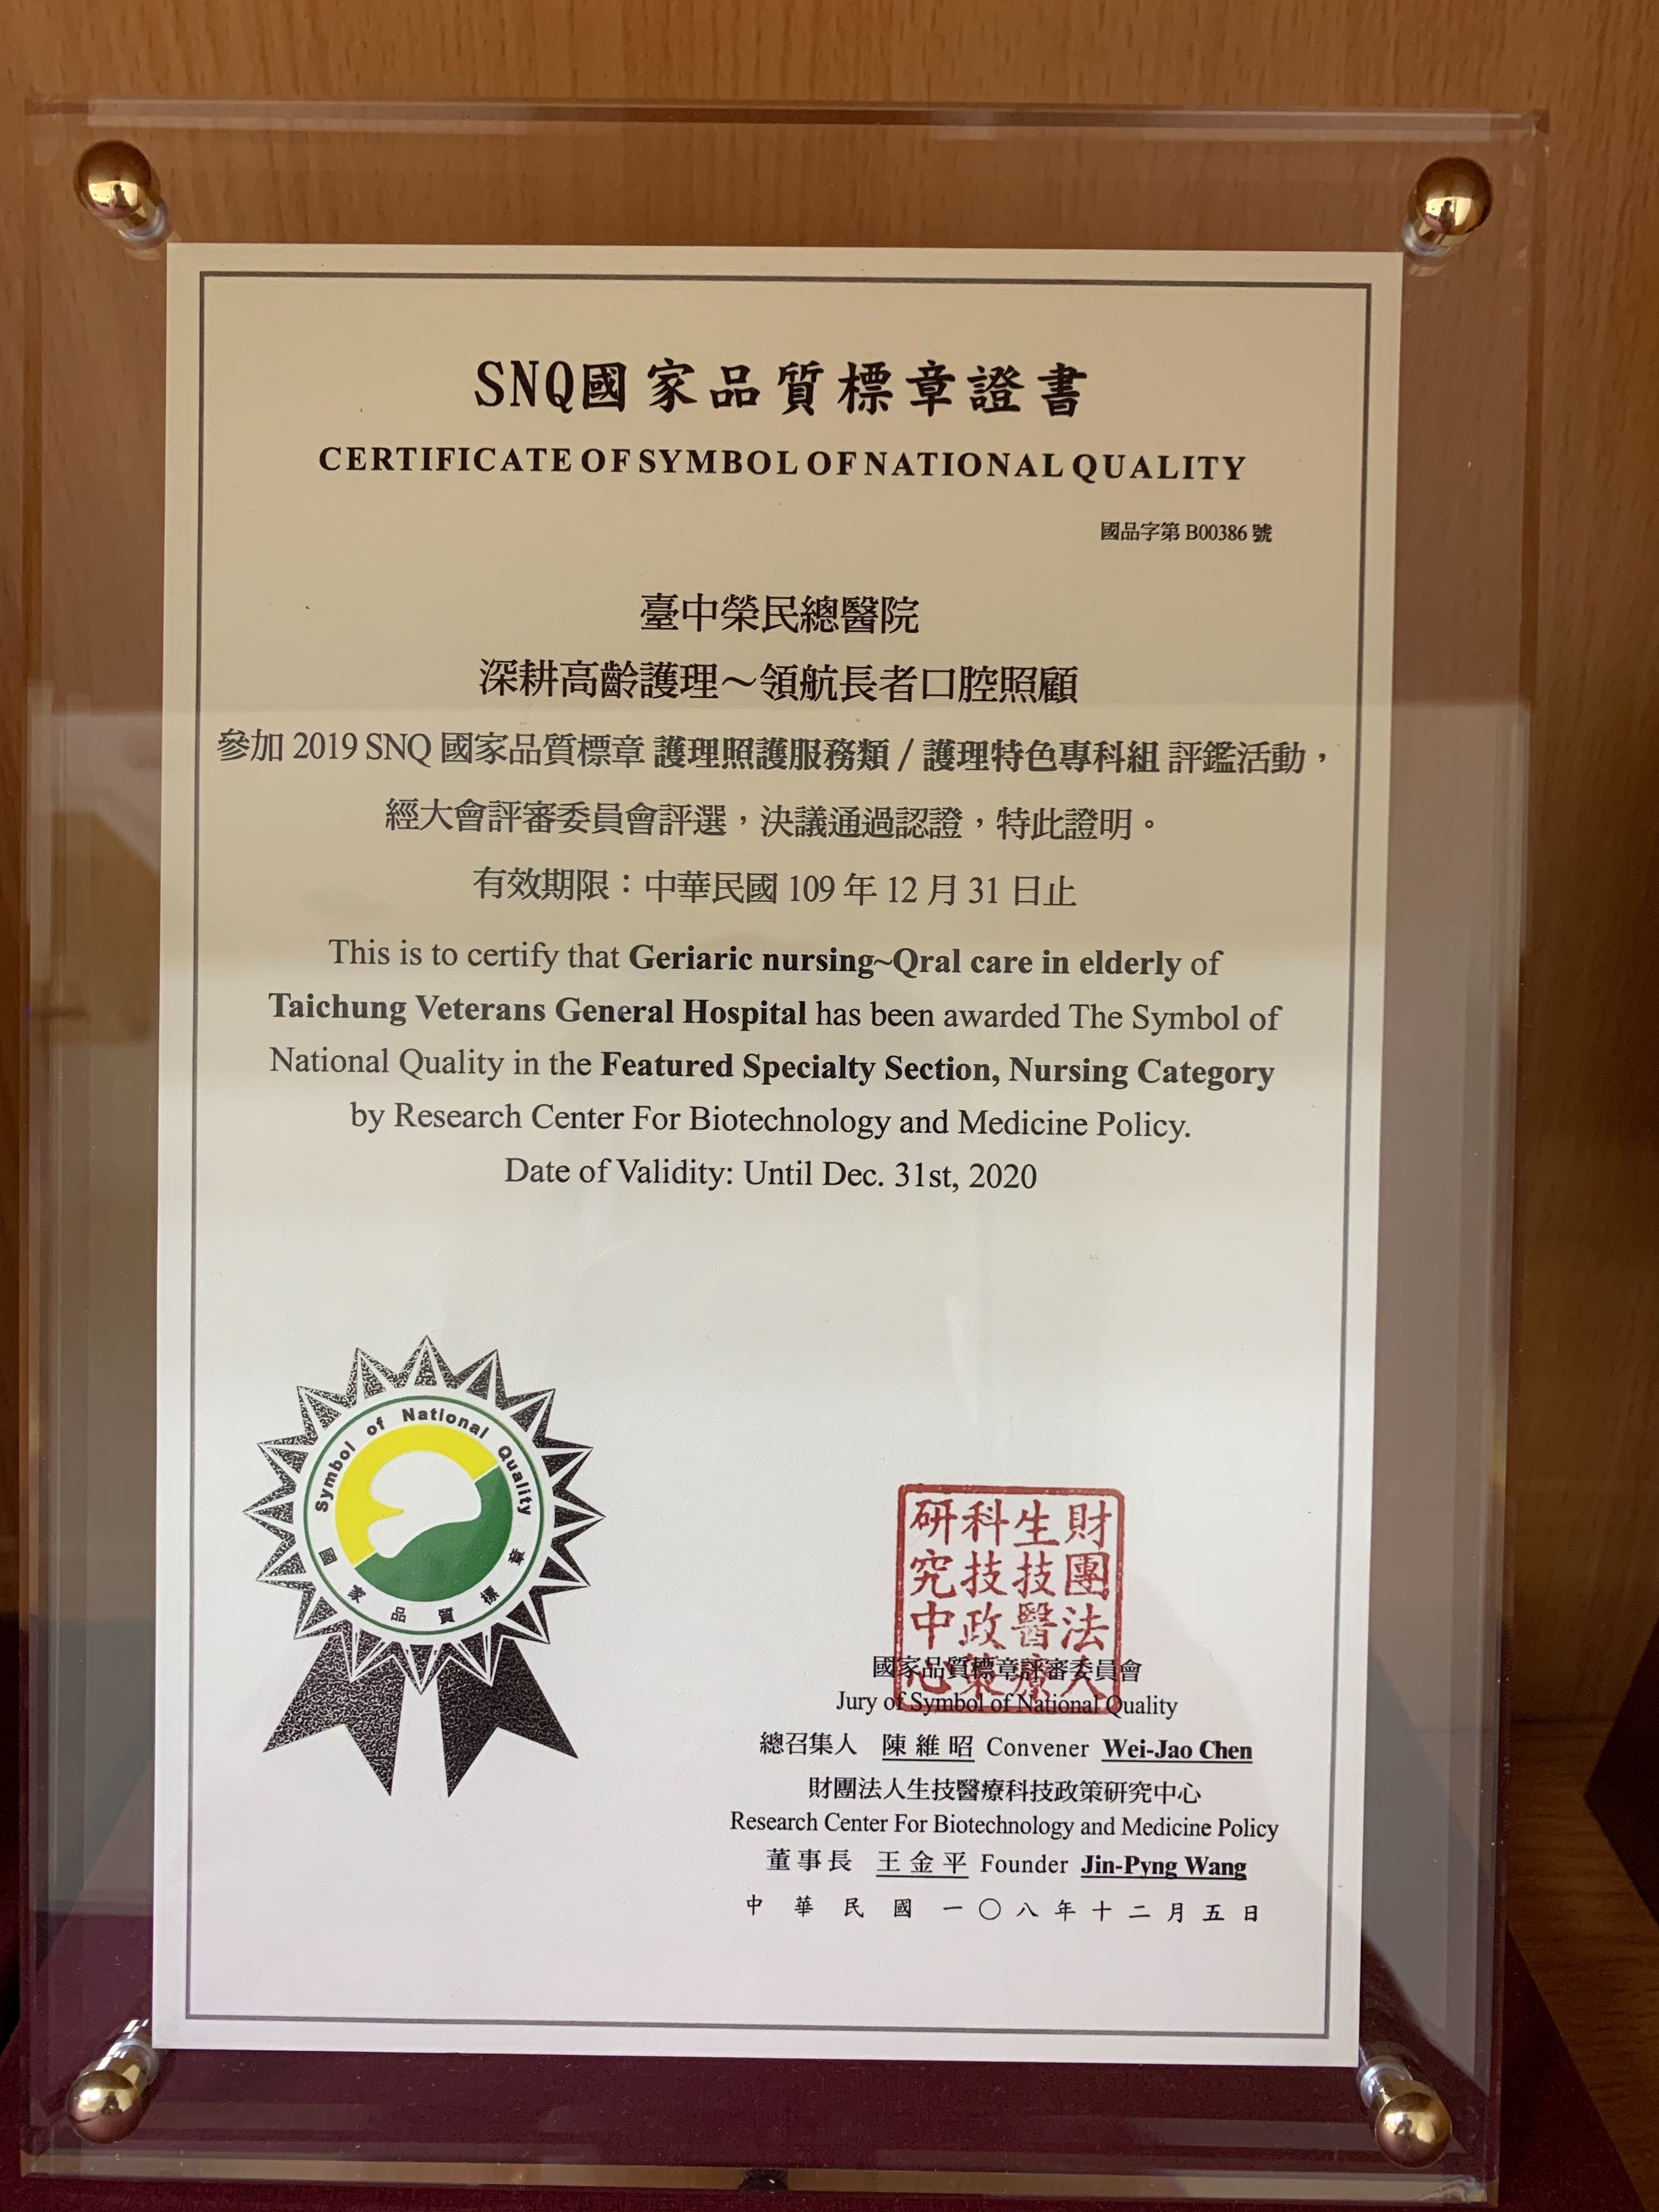 SNQ國家品質標章證書
CERTIFICATE OF SYMBOL OF NATIONAL QUALITY
國品字第 B00386 號
臺中榮民總醫院
深耕高齡護理～領航長者口腔照顧
參加 2019 SNQ 國家品質標章 護理照護服務類 / 護理特色專科組 評鑑活動，
經大會評審委員會評選，決議通過認證，特此證明。
有效期限：中華民國 109 年 12 月 31 日止
This is to certify that Geriaric nursing~Qral care in elderly of
Taichung Veterans General Hospital has been awarded The Symbol of
National Quality in the Featured Specialty Section, Nursing Category
by Research Center For Biotechnology and Medicine Policy.
Date of Validity: Until Dec. 31st, 2020
Symbol of National Quality
國家品質標章
財團法人
生技醫療
科技政策
研究中心
國家品質標章評審委員會
Jury of Symbol of National Quality
總召集人 陳維昭 Convener Wei-Jao Chen
財團法人生技醫療科技政策研究中心
Research Center For Biotechnology and Medicine Policy
董事長 王金平 Founder Jin-Pyng Wang
中華民國一〇八年十二月五日